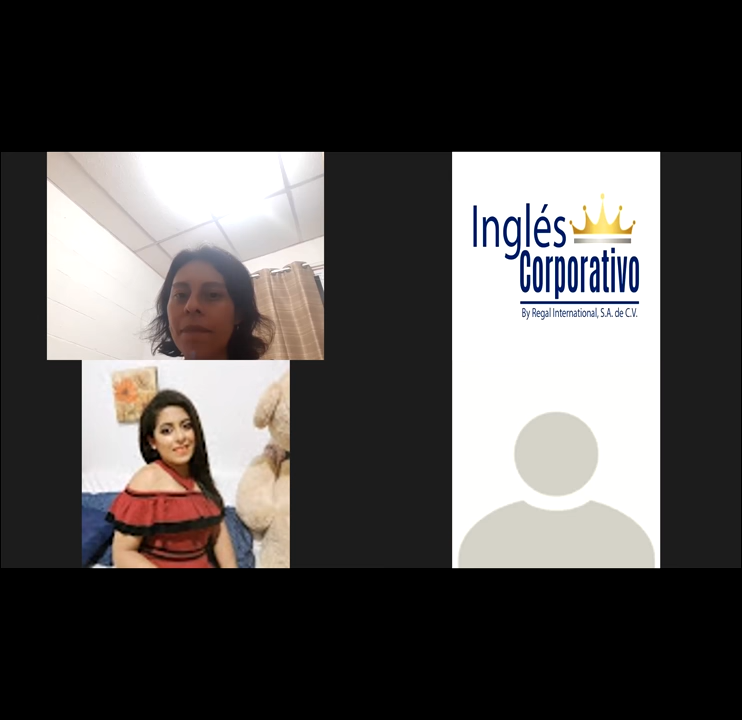 Inglés
Corporativo
By Regal International, S.A. de C.V.